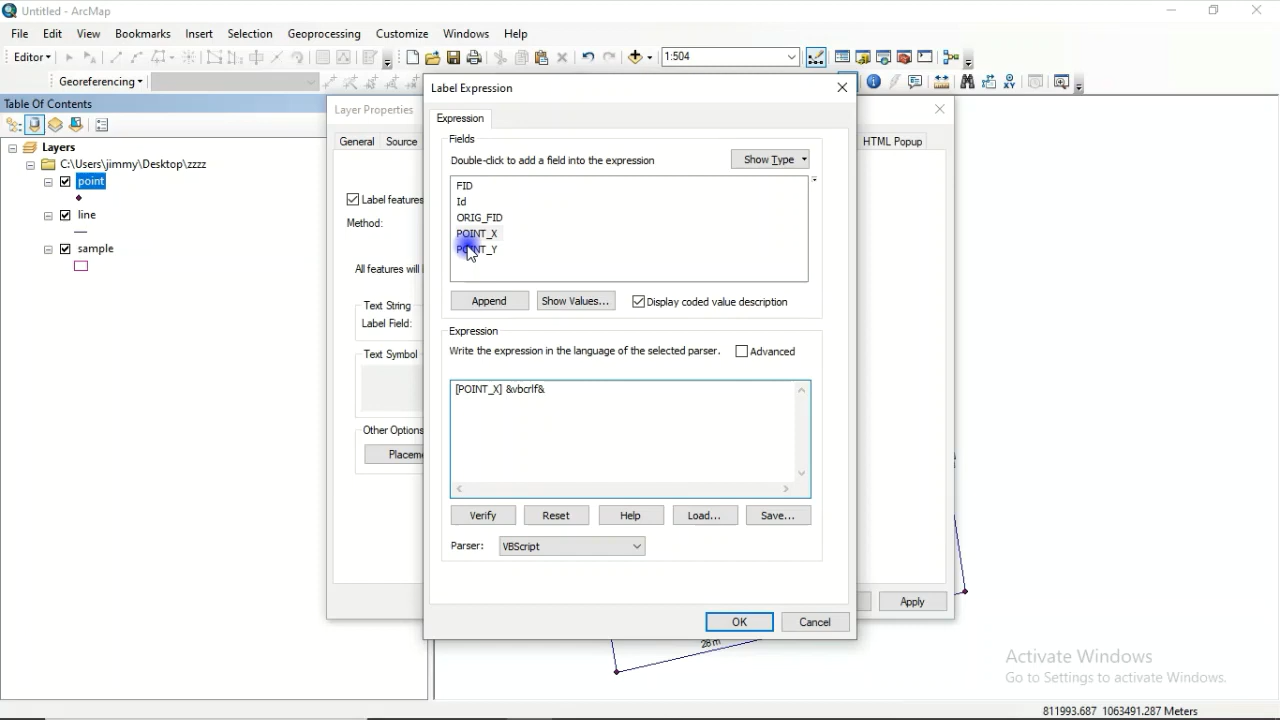 Untitled - ArcMap
File Edit View Bookmarks Insert Selection Geoprocessing Customize Windows Help
Editor 1:504
Georeferencing
Table Of Contents
Layers
C:\Users\jimmy\Desktop\zzzz
point
line
sample
Layer Properties
General Source HTML Popup
Label features
Method:
All features will
Text String
Label Field:
Text Symbol
Other Options
Placem
Apply
Label Expression
Expression
Fields
Double-click to add a field into the expression Show Type
FID
Id
ORIG_FID
POINT_X
POINT_Y
Append Show Values... Display coded value description
Expression
Write the expression in the language of the selected parser. Advanced
[POINT_X] &vbcrlf&
Verify Reset Help Load... Save...
Parser: VBScript
OK Cancel
28 m
Activate Windows
Go to Settings to activate Windows.
811993.687 1063491.287 Meters